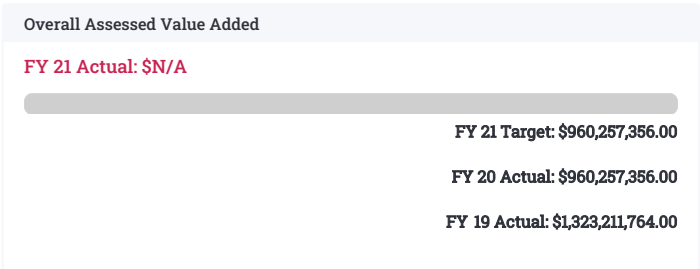 Overall Assessed Value Added
FY 21 Actual: $N/A
FY 21 Target: $960,257,356.00
FY 20 Actual: $960,257,356.00
FY 19 Actual: $1,323,211,764.00